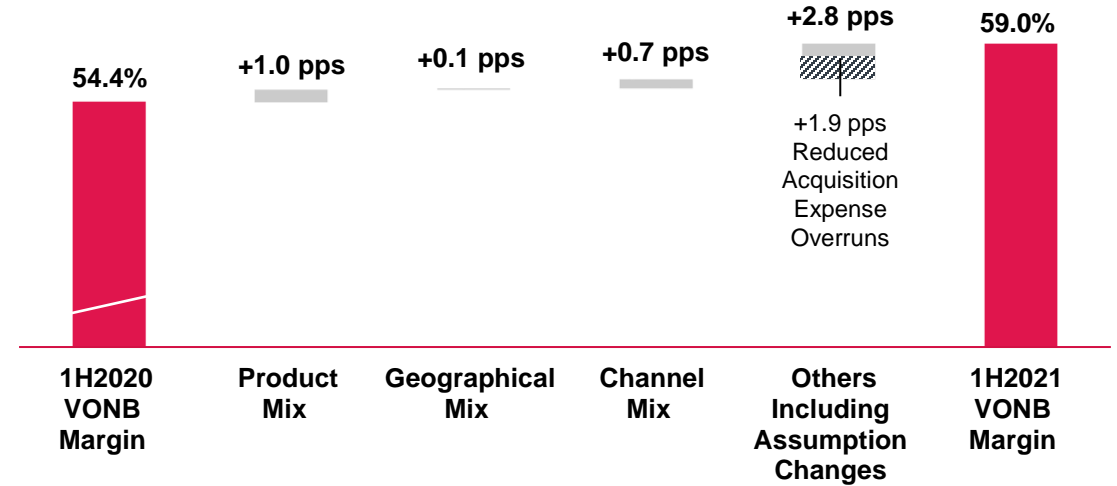 54.4%
+1.0 pps
+0.1 pps
+0.7 pps
+2.8 pps
59.0%
+1.9 pps
Reduced
Acquisition
Expense
Overruns
1H2020
VONB
Margin
Product
Mix
Geographical
Mix
Channel
Mix
Others
Including
Assumption
Changes
1H2021
VONB
Margin